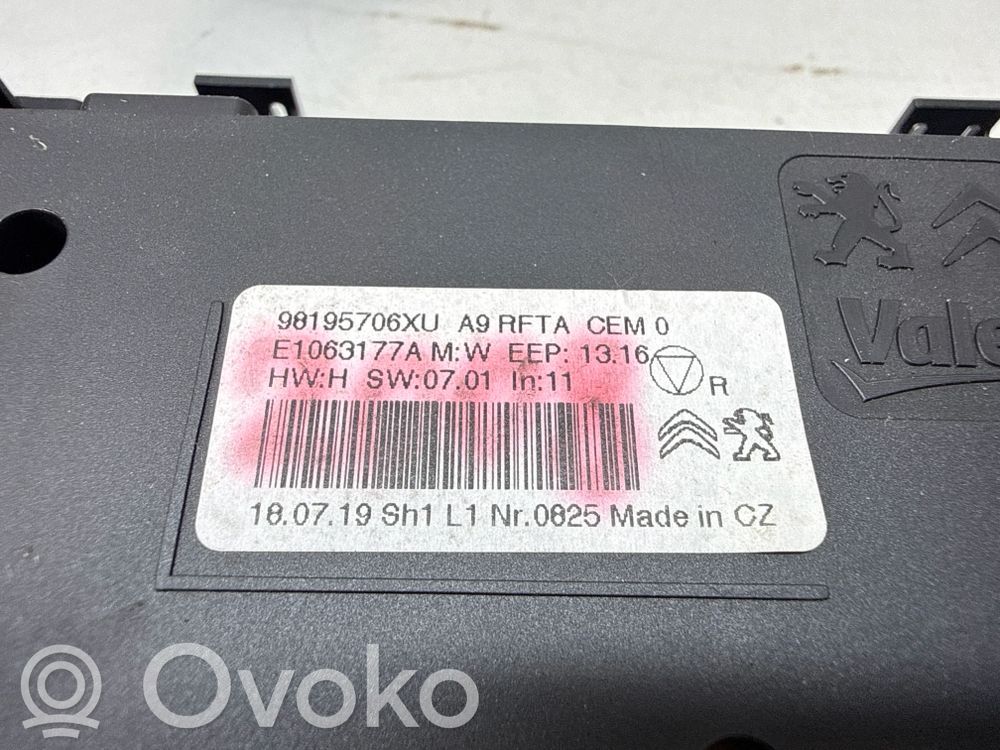 98195706XU A9 RFTA CEM 0
E1063177A M:W EEP: 13.16
HW:H SW:07.01 In:11
R
18.07.19 Sh1 L1 Nr.0825 Made in CZ
Vale
Ovoko